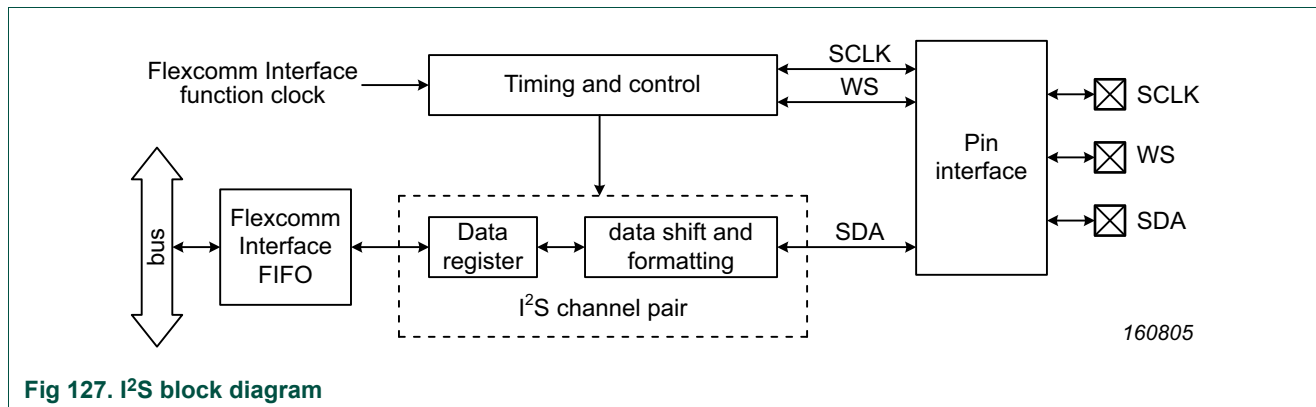 Flexcomm Interface
function clock
Timing and control
SCLK
WS
Pin
interface
SCLK
WS
SDA
bus
Flexcomm
Interface
FIFO
Data
register
data shift and
formatting
SDA
I²S channel pair
160805
Fig 127. I²S block diagram